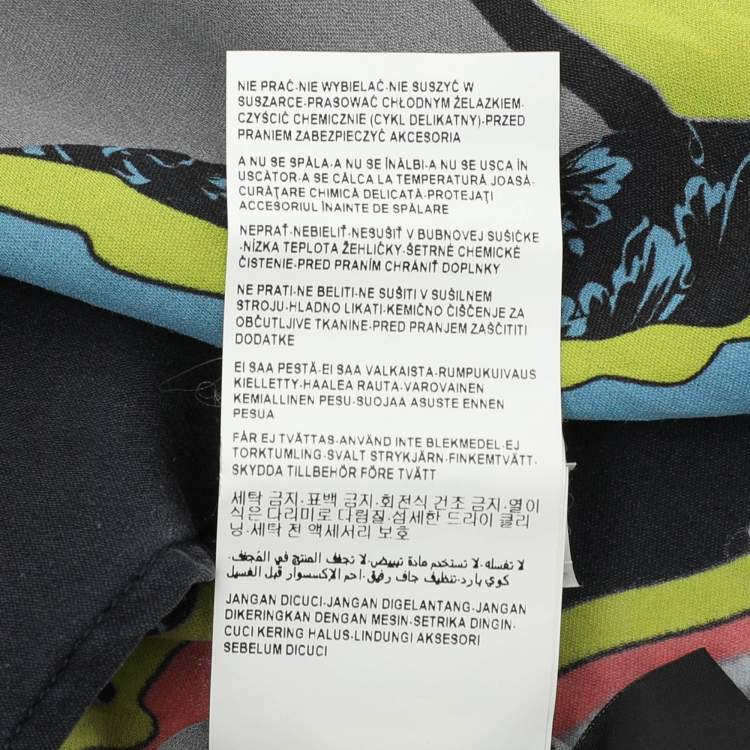 NIE PRAĆ-NIE WYBIELAĆ-NIE SUSZYĆ W
SUSZARCE-PRASOWAĆ CHŁODNYM ŻELAZKIEM-
CZYŚCIĆ CHEMICZNIE (CYKL DELIKATNY)-PRZED
PRANIEM ZABEZPIECZYĆ AKCESORIA
A NU SE SPĂLA-A NU SE ÎNĂLBI-A NU SE USCA ÎN
USCĂTOR-A SE CĂLCA LA TEMPERATURĂ JOASĂ-
CURĂȚARE CHIMICĂ DELICATĂ-PROTEJAȚI
ACCESORIUL ÎNAINTE DE SPĂLARE
NEPRAŤ-NEBIELIŤ-NESUŠIŤ V BUBNOVEJ SUŠIČKE
-NÍZKA TEPLOTA ŽEHLIČKY-ŠETRNÉ CHEMICKÉ
ČISTENIE-PRED PRANÍM CHRÁNIŤ DOPLNKY
NE PRATI-NE BELITI-NE SUŠITI V SUŠILNEM
STROJU-HLADNO LIKATI-KEMIČNO ČIŠČENJE ZA
OBČUTLJIVE TKANINE-PRED PRANJEM ZAŠČITITI
DODATKE
EI SAA PESTÄ-EI SAA VALKAISTA-RUMPUKUIVAUS
KIELLETTY-HAALEA RAUTA-VAROVAINEN
KEMIALLINEN PESU-SUOJAA ASUSTE ENNEN
PESUA
FÅR EJ TVÄTTAS-ANVÄND INTE BLEKMEDEL-EJ
TORKTUMLING-SVALT STRYKJÄRN-FINKEMTVÄTT-
SKYDDA TILLBEHÖR FÖRE TVÄTT
세탁 금지-표백 금지-회전식 건조 금지-열이
식은 다리미로 다림질-섬세한 드라이 클리
닝-세탁 전 액세서리 보호
لا تغسله-لا تستخدم مادة تبييض-لا تجفف المنتج في المُجفف-
كوي بارد-تنظيف جاف رفيق-احمِ الإكسسوار قبل الغسيل
JANGAN DICUCI-JANGAN DIGELANTANG-JANGAN
DIKERINGKAN DENGAN MESIN-SETRIKA DINGIN-
CUCI KERING HALUS-LINDUNGI AKSESORI
SEBELUM DICUCI